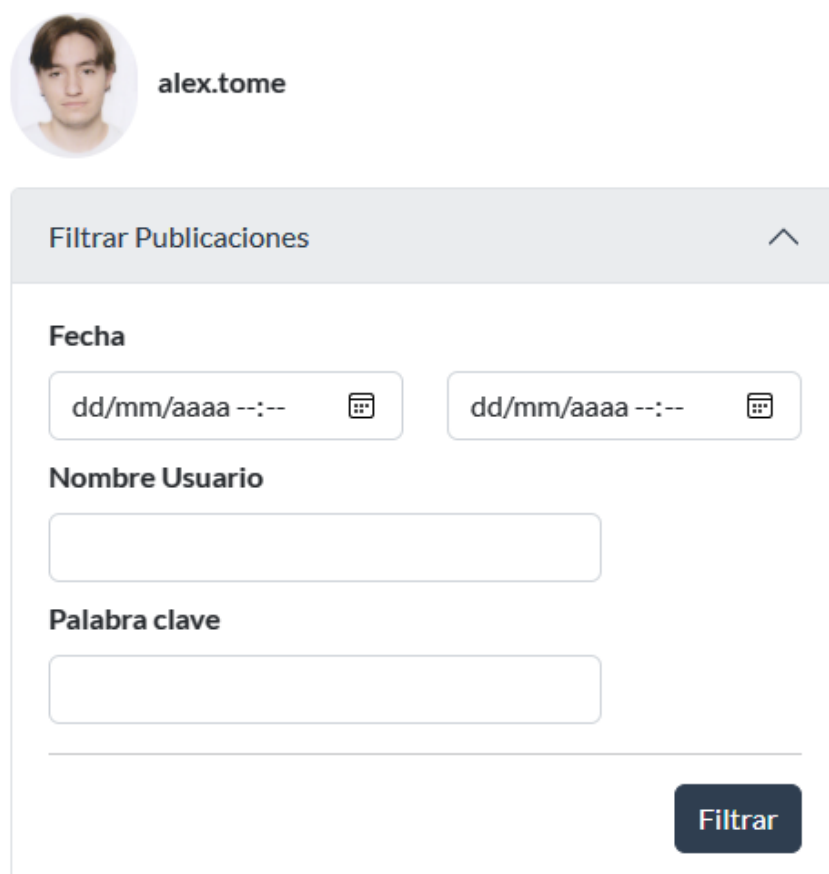 alex.tome
Filtrar Publicaciones
Fecha
dd/mm/aaaa --:-- dd/mm/aaaa --:--
Nombre Usuario
Palabra clave
Filtrar